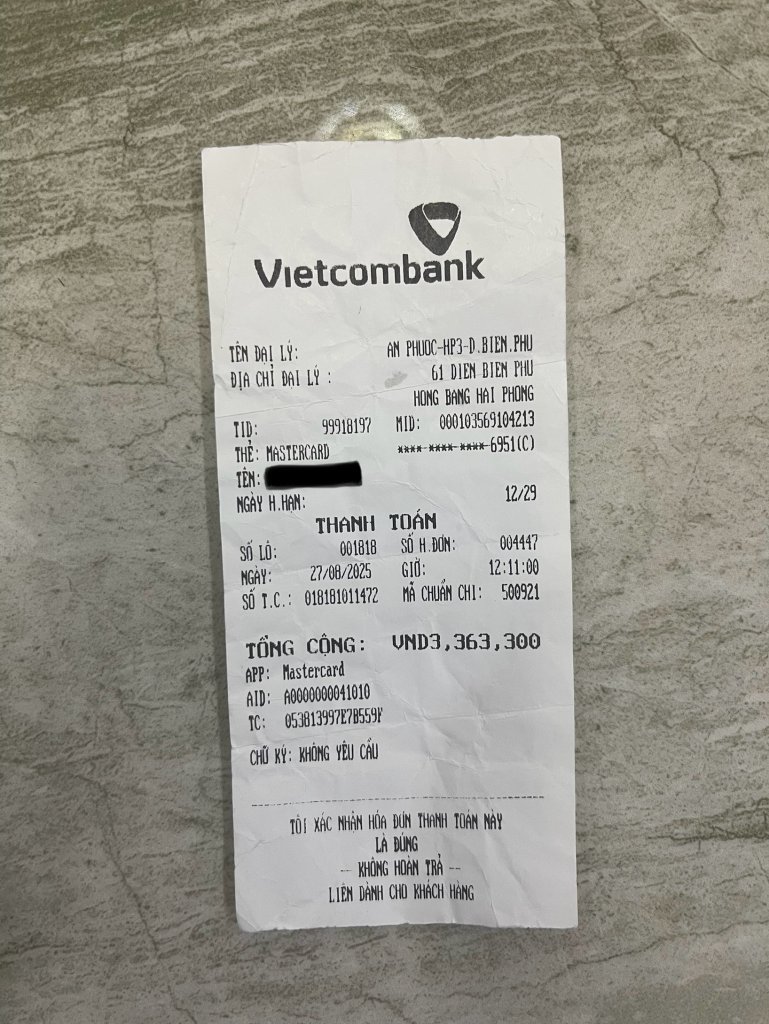 Vietcombank
TÊN ĐẠI LÝ: AN PHUOC-HP3-D.BIEN.PHU
ĐỊA CHỈ ĐẠI LÝ : 61 DIEN BIEN PHU
HONG BANG HAI PHONG
TID: 99918197 MID: 000103569104213
THẺ: MASTERCARD **** **** **** 6951(C)
TÊN:
NGÀY H.HẠN: 12/29
THANH TOÁN
SỐ LÔ: 001818 SỐ H.ĐƠN: 004447
NGÀY: 27/08/2025 GIỜ: 12:11:00
SỐ T.C.: 018181011472 MÃ CHUẨN CHI: 500921
TỔNG CỘNG: VND3,363,300
APP: Mastercard
AID: A0000000041010
TC: 053813997E7B559F
CHỮ KÝ: KHÔNG YÊU CẦU
TÔI XÁC NHẬN HÓA ĐƠN THANH TOÁN NÀY
LÀ ĐÚNG
-- KHÔNG HOÀN TRẢ --
LIÊN DÀNH CHO KHÁCH HÀNG